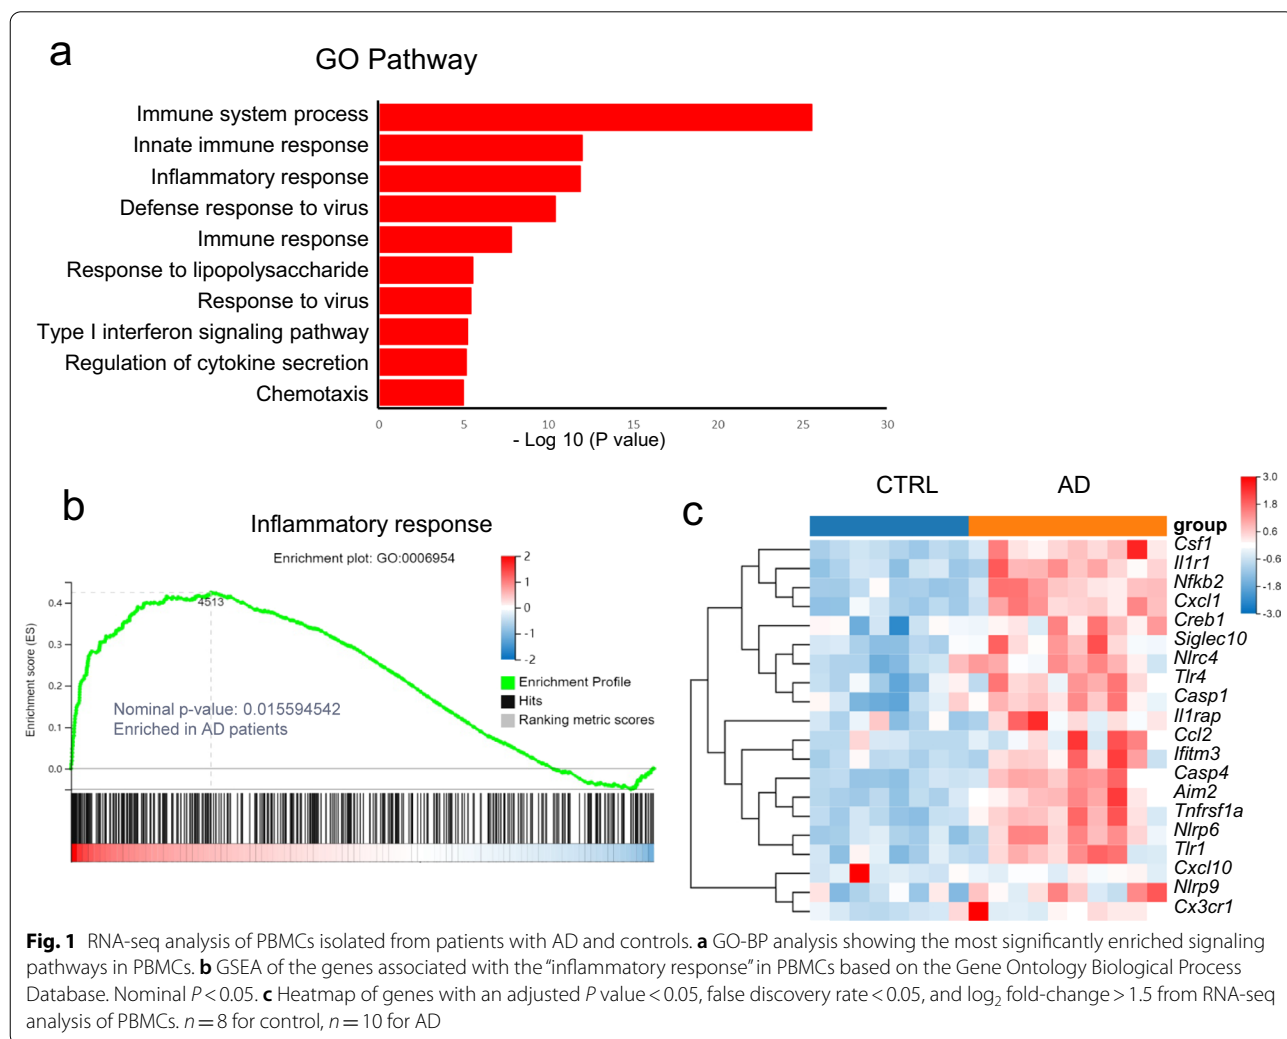 a
GO Pathway
Immune system process
Innate immune response
Inflammatory response
Defense response to virus
Immune response
Response to lipopolysaccharide
Response to virus
Type I interferon signaling pathway
Regulation of cytokine secretion
Chemotaxis
0 5 10 15 20 25 30
- Log 10 (P value)
b
Inflammatory response
Enrichment plot: GO:0006954
2
1
0
-1
-2
Enrichment score (ES)
0.4
0.3
0.2
0.1
0.0
4513
Nominal p-value: 0.015594542
Enriched in AD patients
Enrichment Profile
Hits
Ranking metric scores
c
CTRL AD
3.0
1.8
0.6
-0.6
-1.8
-3.0
group
Csf1
Il1r1
Nfkb2
Cxcl1
Creb1
Siglec10
Nlrc4
Tlr4
Casp1
Il1rap
Ccl2
Ifitm3
Casp4
Aim2
Tnfrsf1a
Nlrp6
Tlr1
Cxcl10
Nlrp9
Cx3cr1
Fig. 1 RNA-seq analysis of PBMCs isolated from patients with AD and controls. a GO-BP analysis showing the most significantly enriched signaling
pathways in PBMCs. b GSEA of the genes associated with the “inflammatory response” in PBMCs based on the Gene Ontology Biological Process
Database. Nominal P < 0.05. c Heatmap of genes with an adjusted P value < 0.05, false discovery rate < 0.05, and log₂ fold-change > 1.5 from RNA-seq
analysis of PBMCs. n = 8 for control, n = 10 for AD